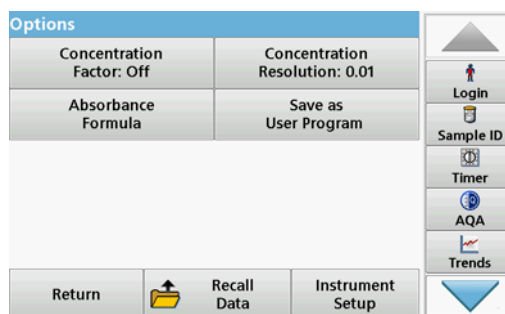 Options
Concentration
Factor: Off
Concentration
Resolution: 0.01
Absorbance
Formula
Save as
User Program
Login
Sample ID
Timer
AQA
Trends
Return
Recall
Data
Instrument
Setup